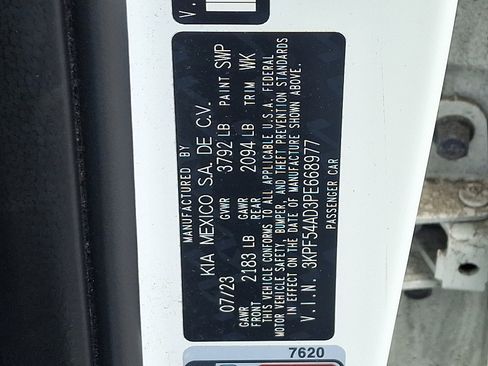 V.
MANUFACTURED BY
KIA MEXICO S.A. DE C.V.
07/23 GVWR 3792 LB PAINT SWP
GAWR FRONT 2183 LB GAWR REAR 2094 LB TRIM WK
THIS VEHICLE CONFORMS TO ALL APPLICABLE U.S.A. FEDERAL
MOTOR VEHICLE SAFETY, BUMPER, AND THEFT PREVENTION STANDARDS
IN EFFECT ON THE DATE OF MANUFACTURE SHOWN ABOVE.
V.I.N. 3KPF54AD3PE668977
PASSENGER CAR
7620